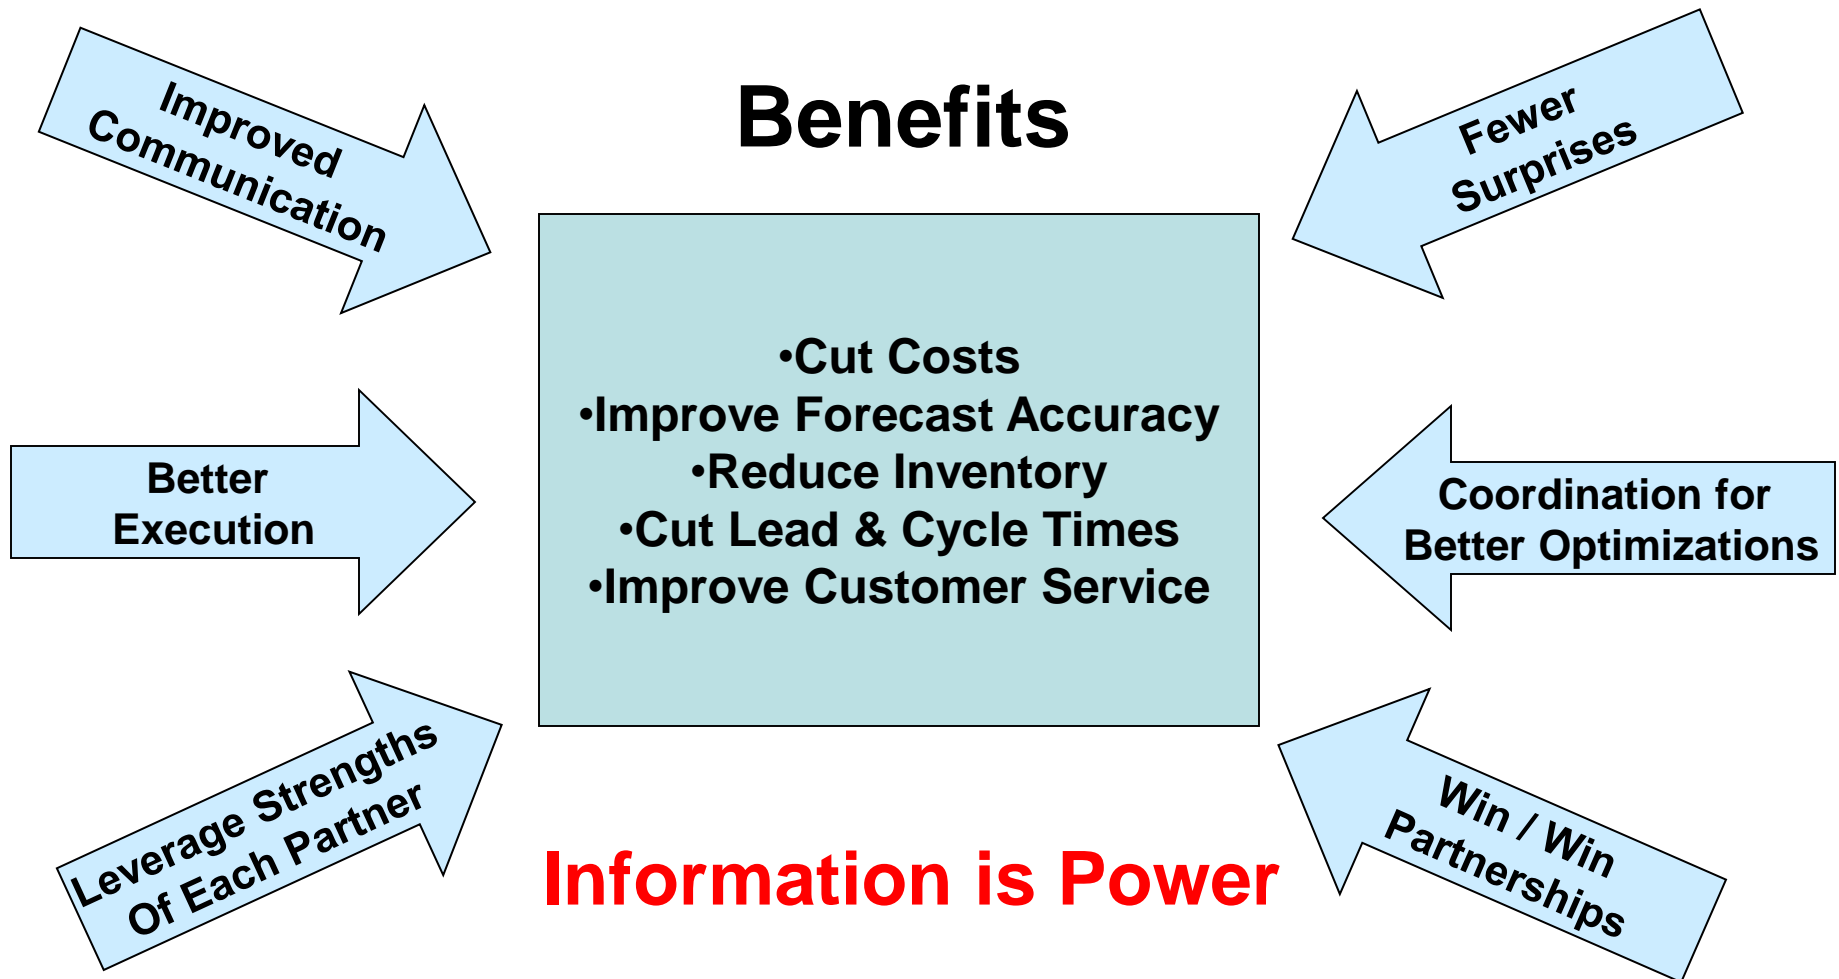 Benefits
Improved
Communication
Fewer
Surprises
•Cut Costs
•Improve Forecast Accuracy
•Reduce Inventory
•Cut Lead & Cycle Times
•Improve Customer Service
Better
Execution
Coordination for
Better Optimizations
Leverage Strengths
Of Each Partner
Win / Win
Partnerships
Information is Power